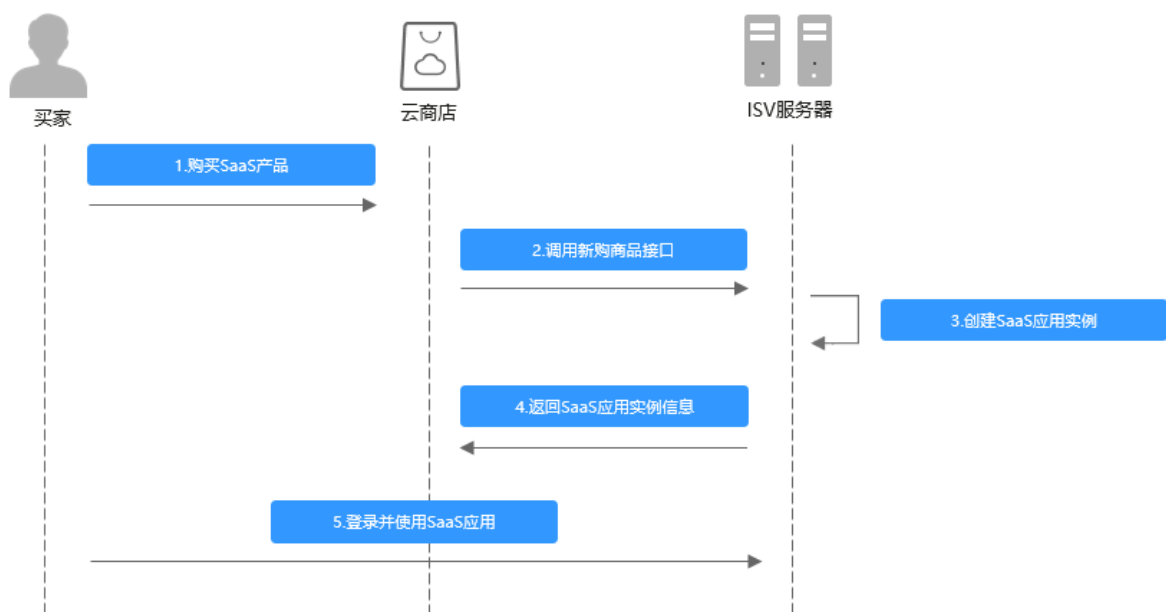 买家
云商店
ISV服务器
1.购买SaaS产品
2.调用新购商品接口
3.创建SaaS应用实例
4.返回SaaS应用实例信息
5.登录并使用SaaS应用